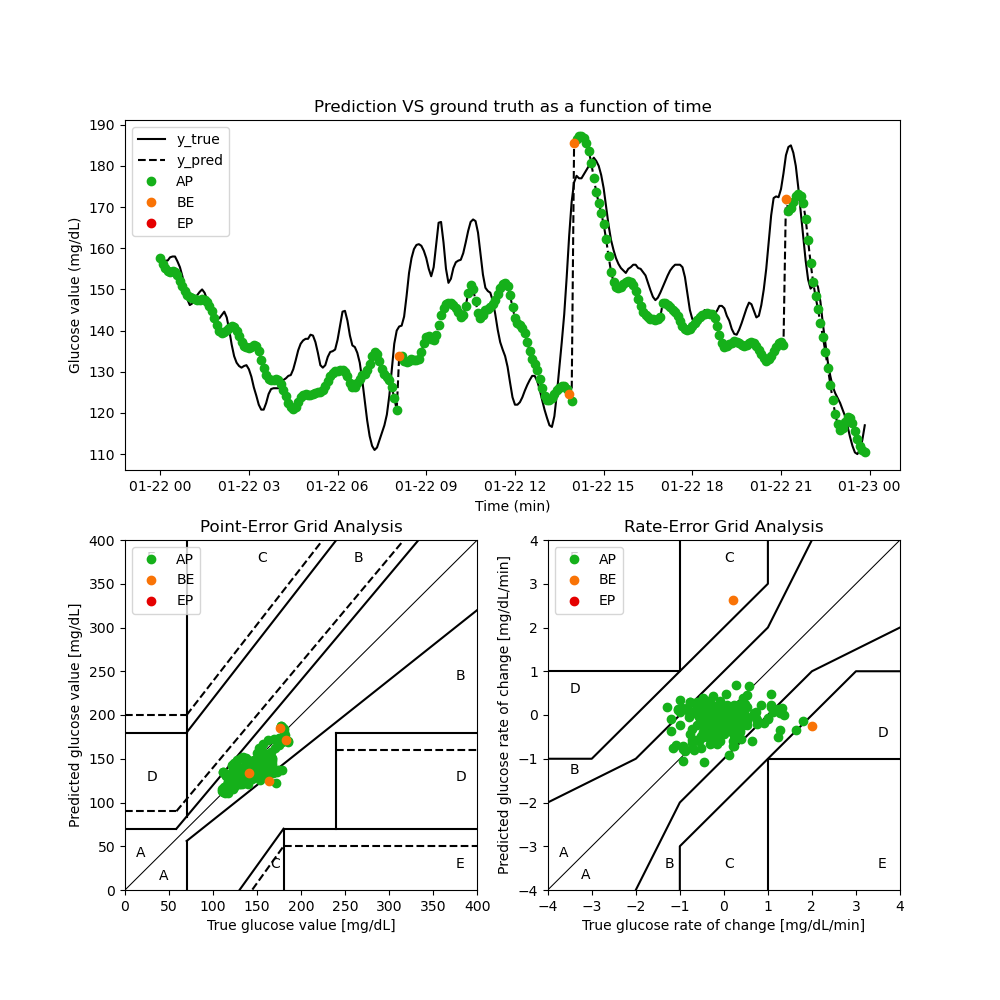 Prediction VS ground truth as a function of time
Glucose value (mg/dL)
190
180
170
160
150
140
130
120
110
y_true
y_pred
AP
BE
EP
01-22 00 01-22 03 01-22 06 01-22 09 01-22 12 01-22 15 01-22 18 01-22 21 01-23 00
Time (min)
Point-Error Grid Analysis
Predicted glucose value [mg/dL]
400
350
300
250
200
150
100
50
0
AP
BE
EP
C
B
B
D
D
A
A
C
E
0 50 100 150 200 250 300 350 400
True glucose value [mg/dL]
Rate-Error Grid Analysis
Predicted glucose rate of change [mg/dL/min]
4
3
2
1
0
−1
−2
−3
−4
AP
BE
EP
C
D
D
B
A
A
B
C
E
−4 −3 −2 −1 0 1 2 3 4
True glucose rate of change [mg/dL/min]